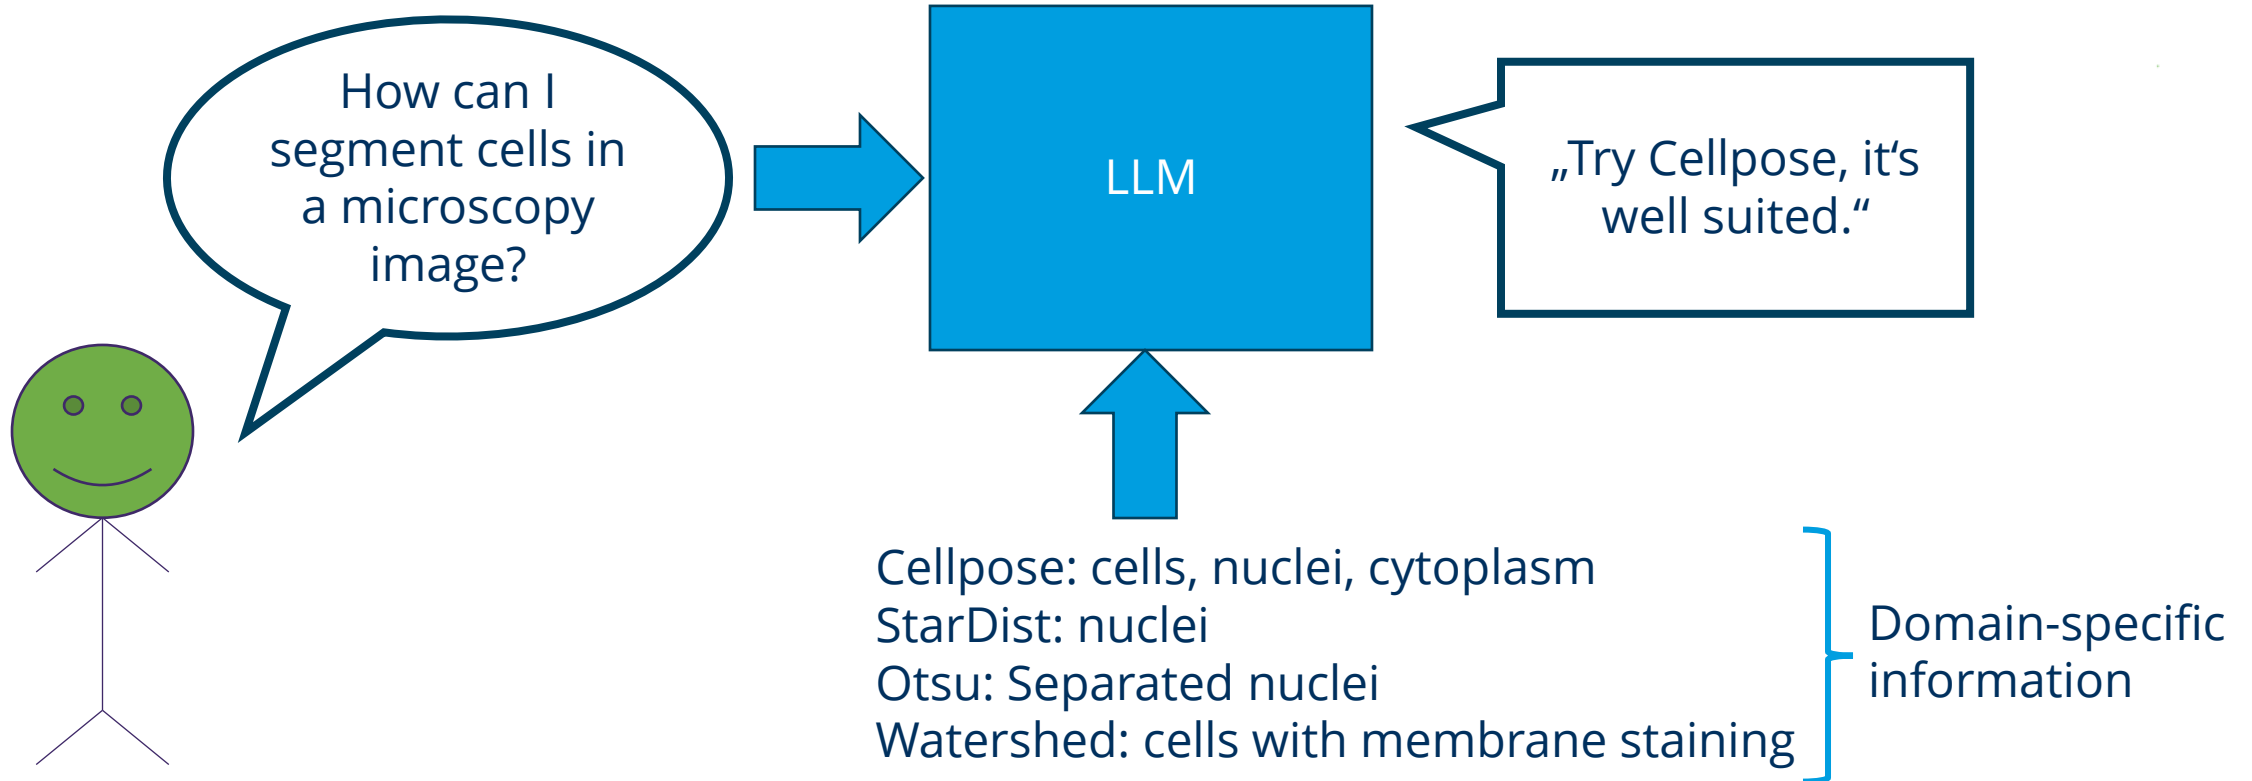 How can I
segment cells in
a microscopy
image?
LLM
„Try Cellpose, it‘s
well suited.“
Cellpose: cells, nuclei, cytoplasm
StarDist: nuclei
Otsu: Separated nuclei
Watershed: cells with membrane staining
Domain-specific
information